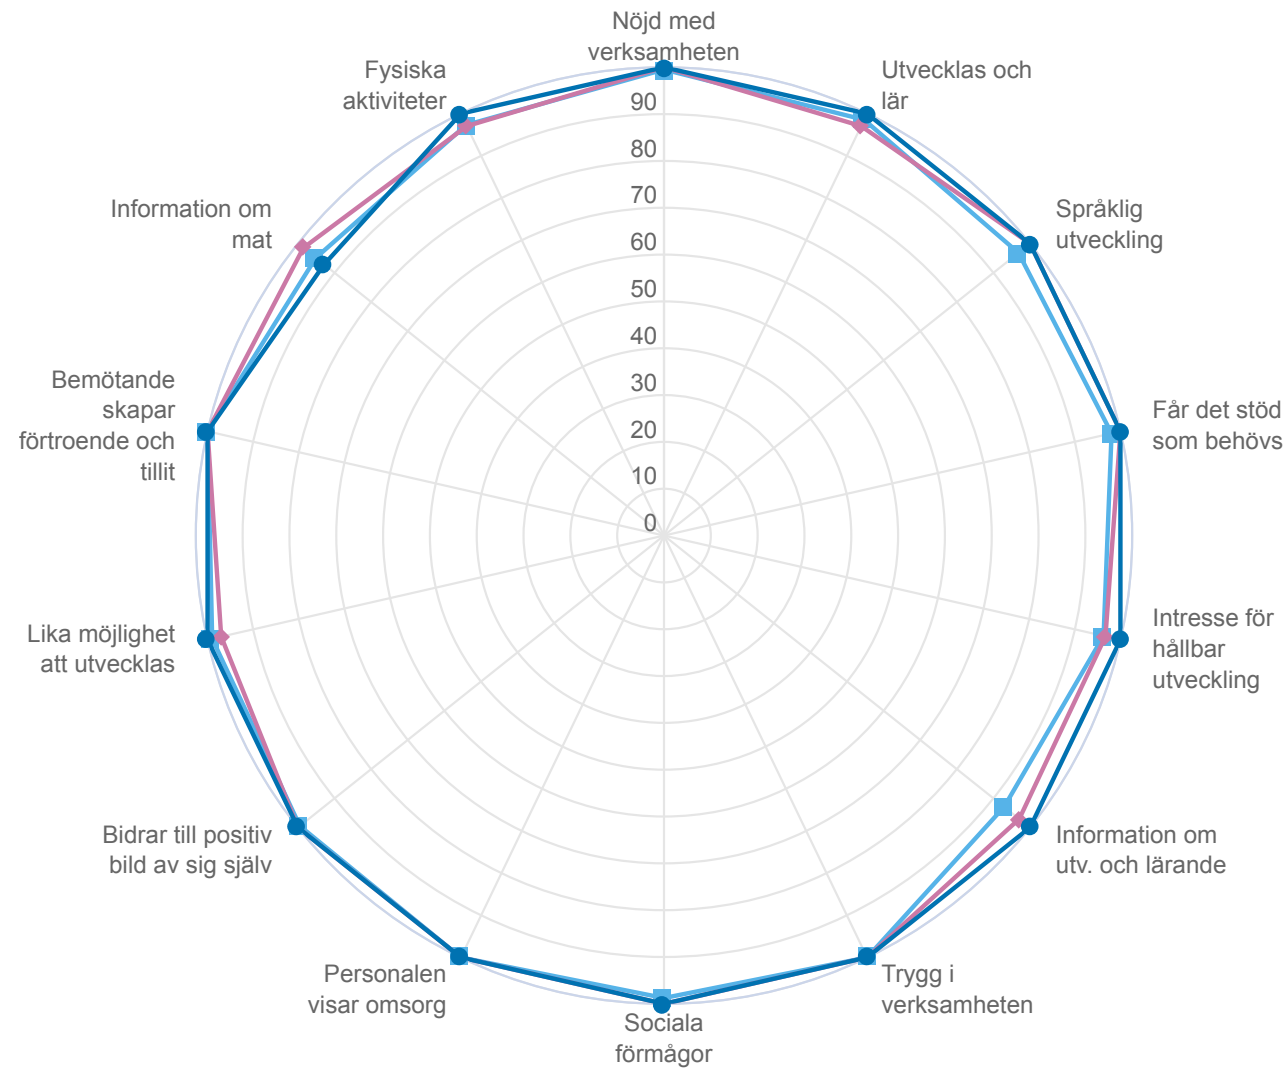 Nöjd med
verksamheten
Utvecklas och
lär
Språklig
utveckling
Får det stöd
som behövs
Intresse för
hållbar
utveckling
Information om
utv. och lärande
Trygg i
verksamheten
Sociala
förmågor
Personalen
visar omsorg
Bidrar till positiv
bild av sig själv
Lika möjlighet
att utvecklas
Bemötande
skapar
förtroende och
tillit
Information om
mat
Fysiska
aktiviteter
90
80
70
60
50
40
30
20
10
0